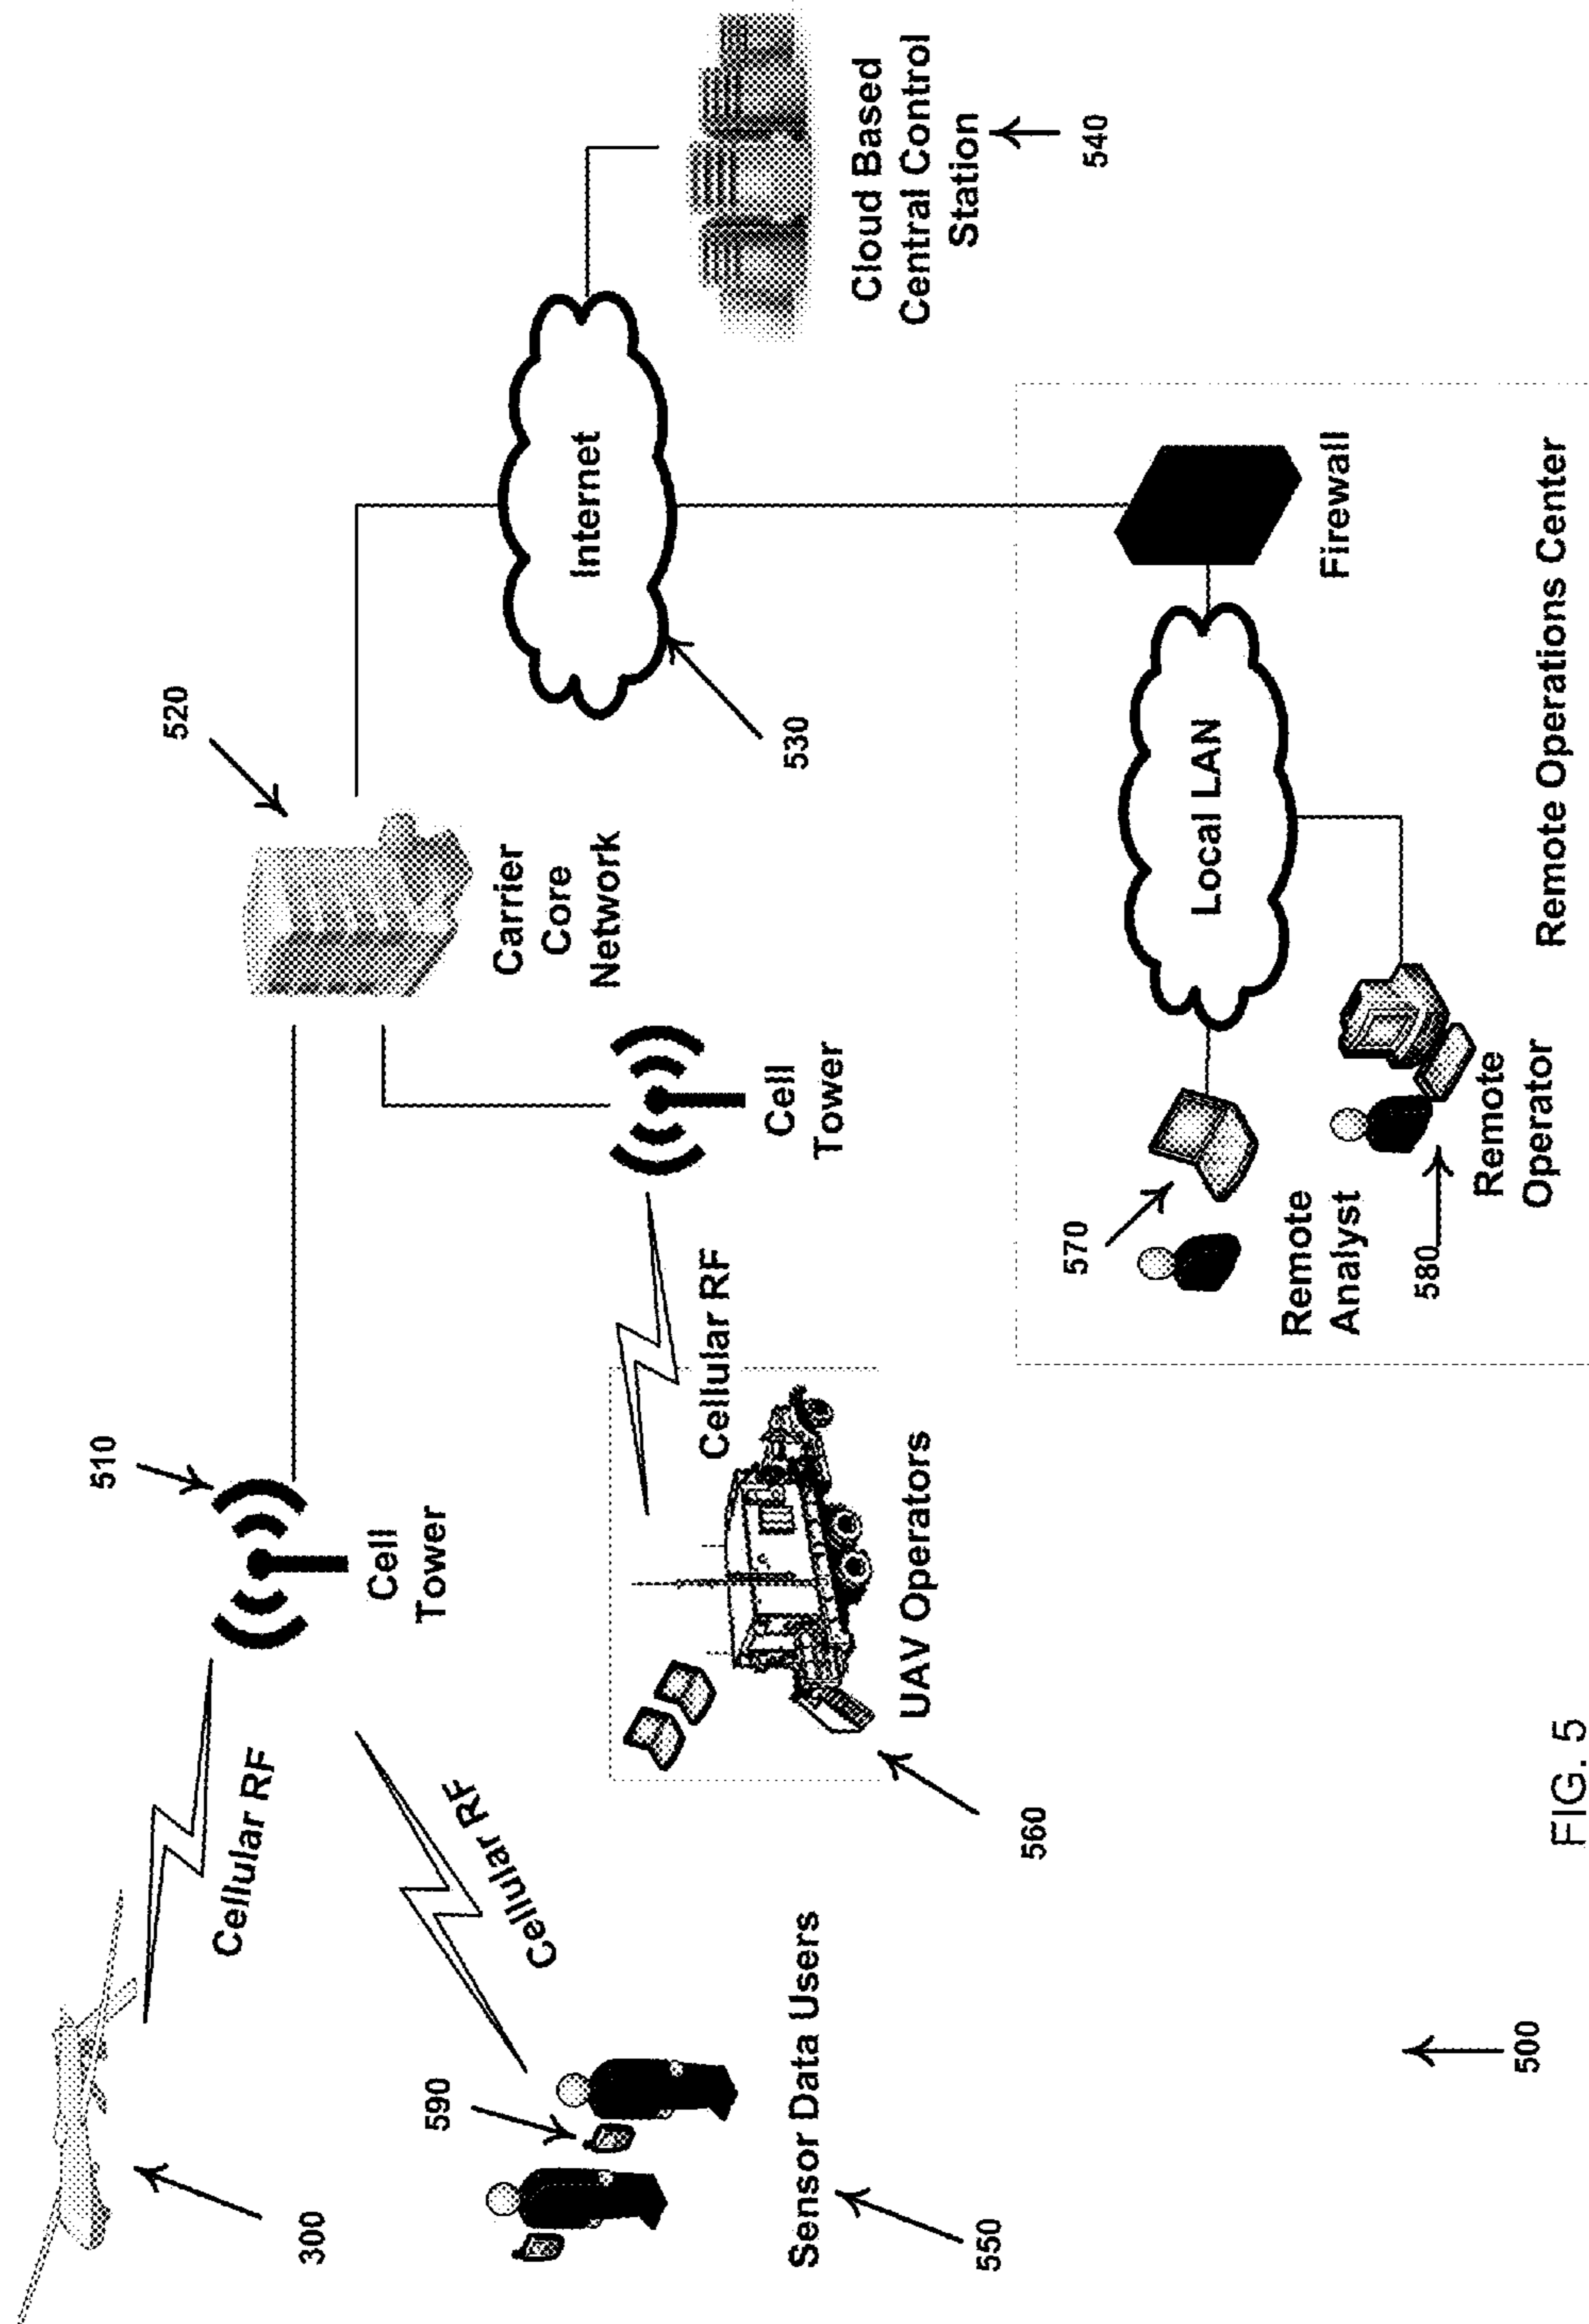 300
Cellular RF
510
Cell
Tower
520
Carrier
Core
Network
Internet
530
Cloud Based
Central Control
Station
540
590
Cellular RF
Sensor Data Users
550
Cellular RF
Cell
Tower
UAV Operators
560
570
Remote
Analyst
580
Remote
Operator
Local LAN
Firewall
Remote Operations Center
500
FIG. 5